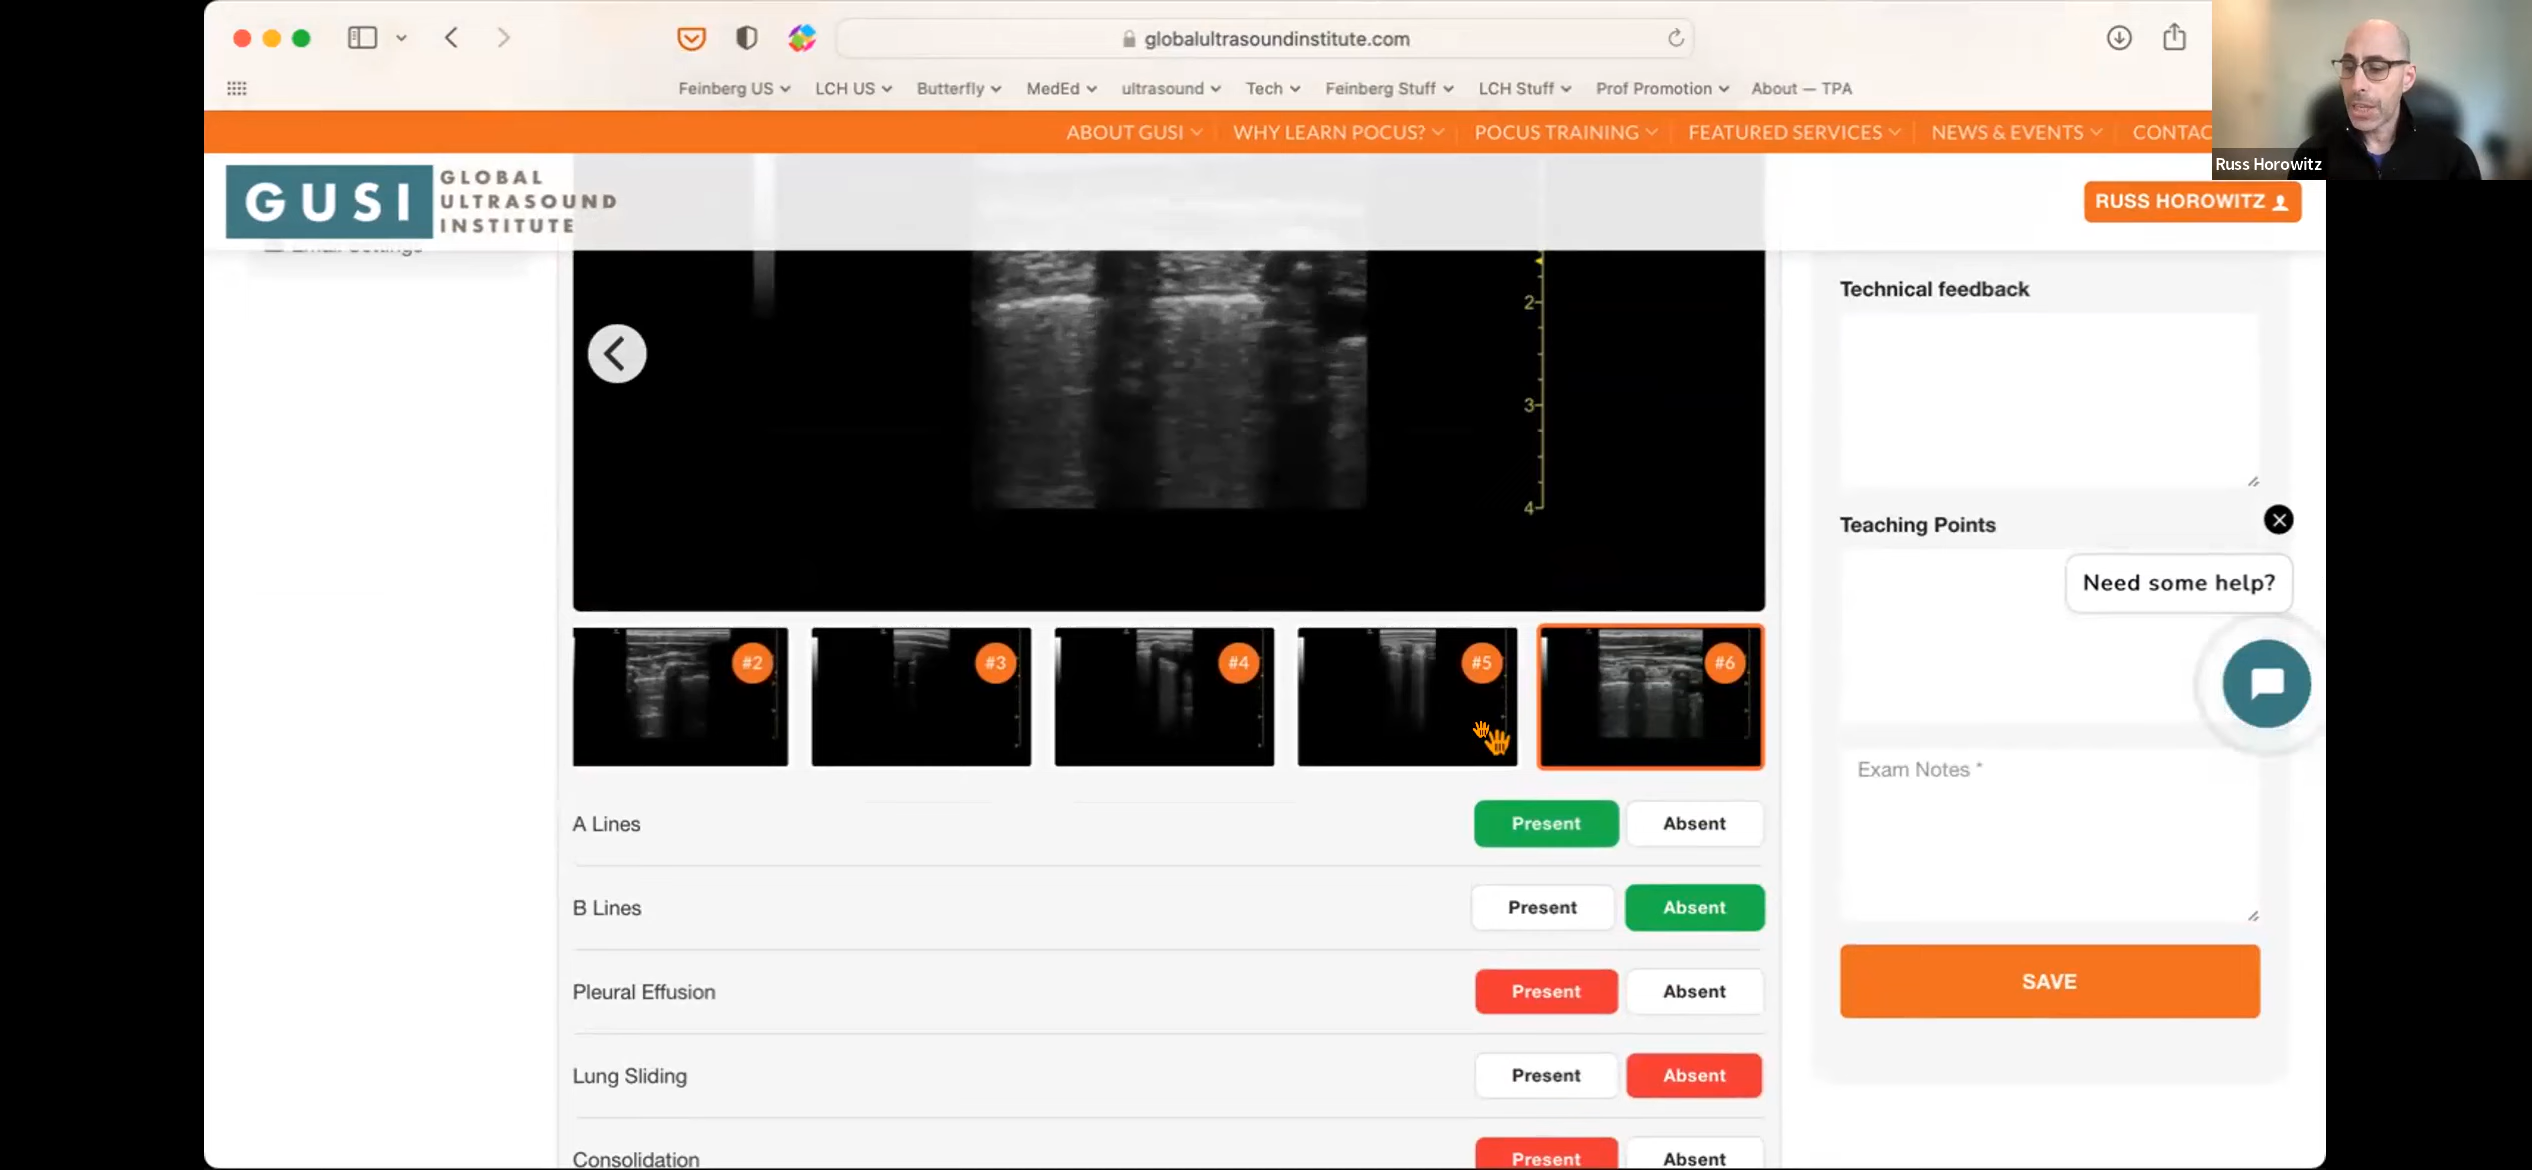 globalultrasoundinstitute.com
Feinberg US
LCH US
Butterfly
MedEd
ultrasound
Tech
Feinberg Stuff
LCH Stuff
Prof Promotion
About — TPA
ABOUT GUSI
WHY LEARN POCUS?
POCUS TRAINING
FEATURED SERVICES
NEWS & EVENTS
CONTAC
Russ Horowitz
GUSI
GLOBAL
ULTRASOUND
INSTITUTE
RUSS HOROWITZ
Email Settings
2
3
4
Technical feedback
Teaching Points
Need some help?
#2
#3
#4
#5
#6
Exam Notes *
A Lines
Present
Absent
B Lines
Present
Absent
Pleural Effusion
Present
Absent
SAVE
Lung Sliding
Present
Absent
Consolidation
Present
Absent